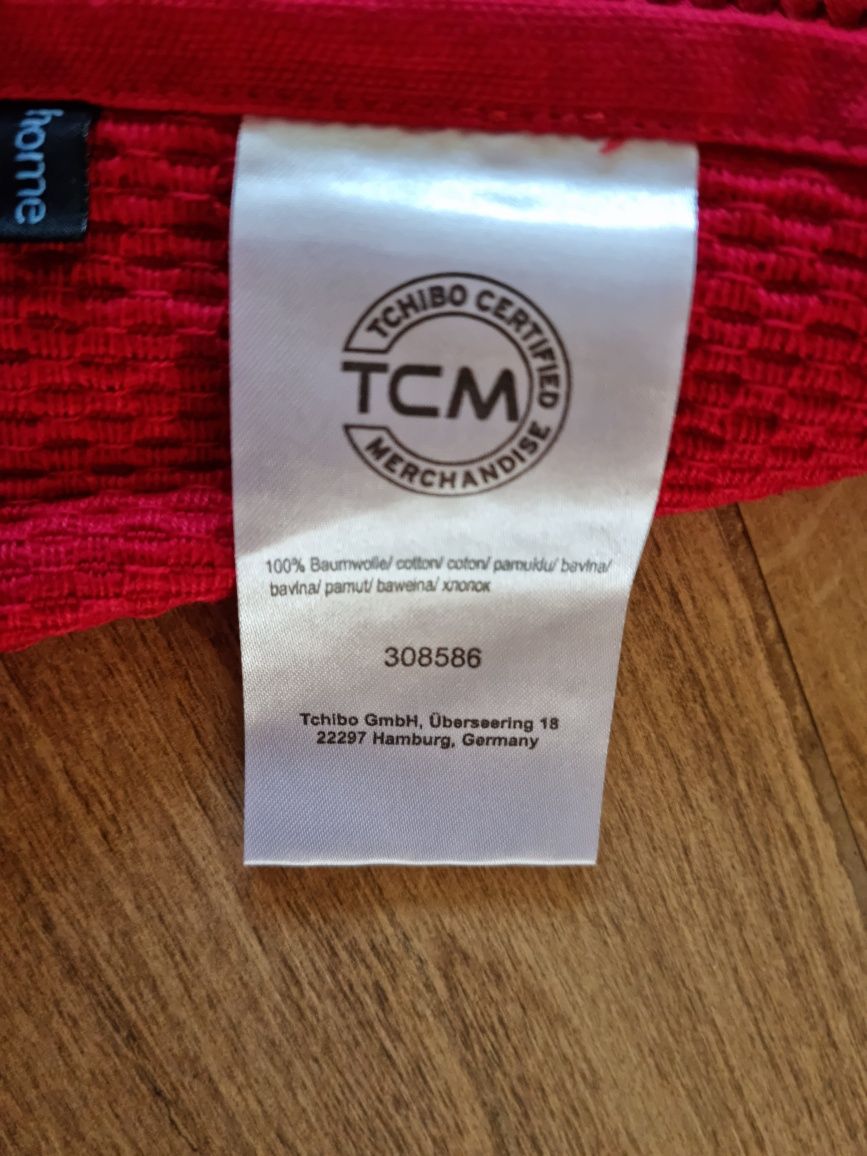 home
TCHIBO CERTIFIED
TCM
MERCHANDISE
100% Baumwolle/ cotton/ coton/ pamuklu/ bavlna/
bavlna/ pamut/ bawełna/ хлопок
308586
Tchibo GmbH, Überseering 18
22297 Hamburg, Germany